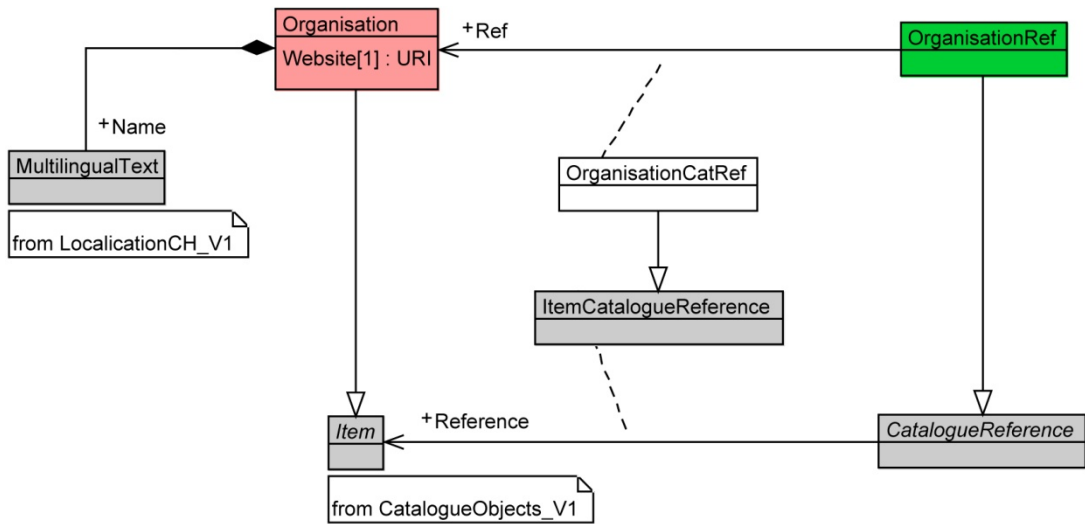 Organisation
Website[1] : URI
+Ref
OrganisationRef
+Name
MultilingualText
from LocalicationCH_V1
OrganisationCatRef
ItemCatalogueReference
Item
+Reference
CatalogueReference
from CatalogueObjects_V1